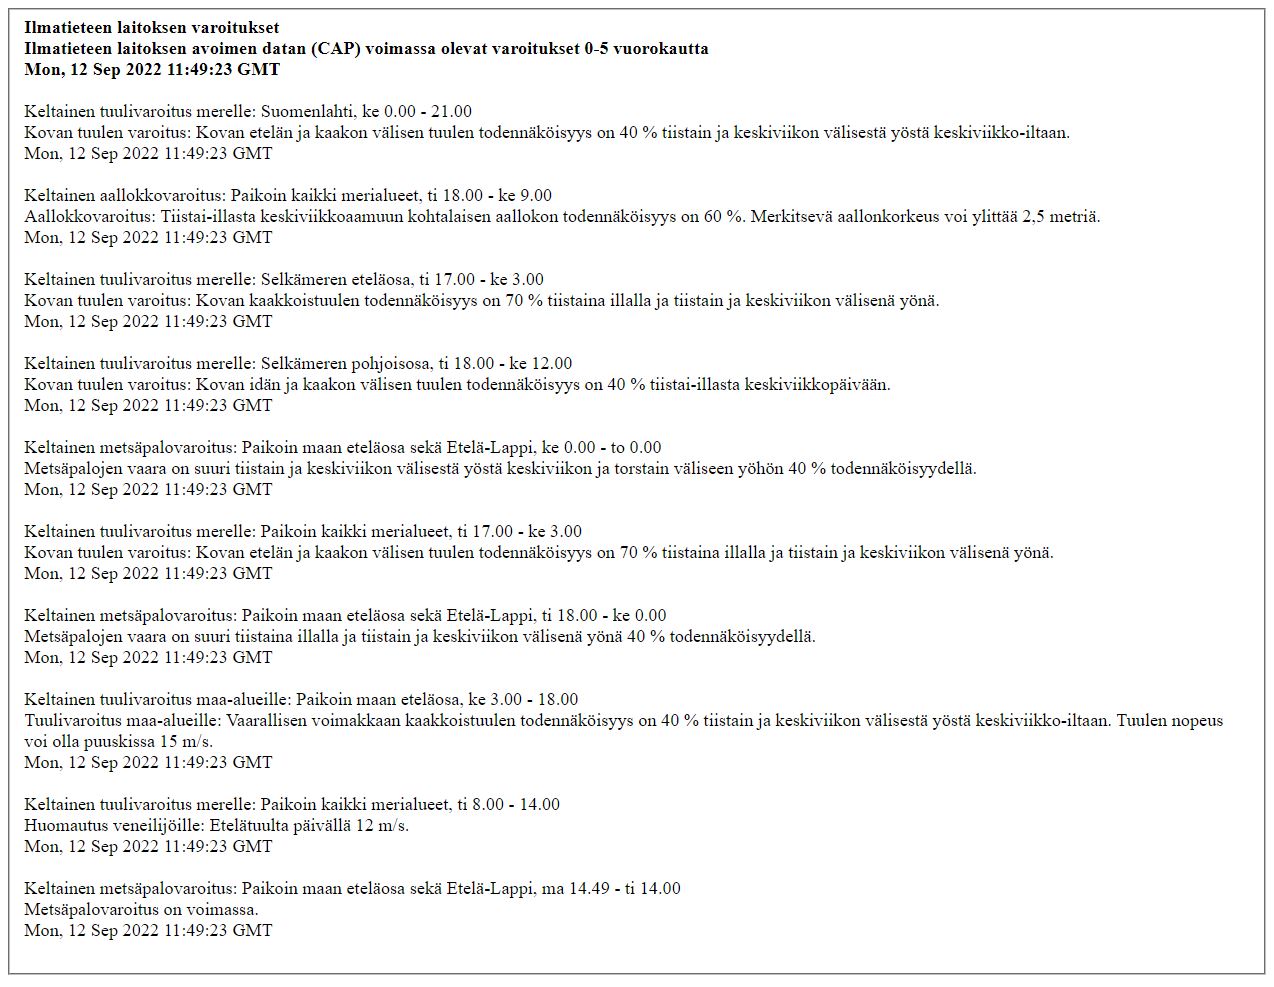 Ilmatieteen laitoksen varoitukset
Ilmatieteen laitoksen avoimen datan (CAP) voimassa olevat varoitukset 0-5 vuorokautta
Mon, 12 Sep 2022 11:49:23 GMT
Keltainen tuulivaroitus merelle: Suomenlahti, ke 0.00 - 21.00
Kovan tuulen varoitus: Kovan etelän ja kaakon välisen tuulen todennäköisyys on 40 % tiistain ja keskiviikon välisestä yöstä keskiviikko-iltaan.
Mon, 12 Sep 2022 11:49:23 GMT
Keltainen aallokkovaroitus: Paikoin kaikki merialueet, ti 18.00 - ke 9.00
Aallokkovaroitus: Tiistai-illasta keskiviikkoaamuun kohtalaisen aallokon todennäköisyys on 60 %. Merkitsevä aallonkorkeus voi ylittää 2,5 metriä.
Mon, 12 Sep 2022 11:49:23 GMT
Keltainen tuulivaroitus merelle: Selkämeren eteläosa, ti 17.00 - ke 3.00
Kovan tuulen varoitus: Kovan kaakkoistuulen todennäköisyys on 70 % tiistaina illalla ja tiistain ja keskiviikon välisenä yönä.
Mon, 12 Sep 2022 11:49:23 GMT
Keltainen tuulivaroitus merelle: Selkämeren pohjoisosa, ti 18.00 - ke 12.00
Kovan tuulen varoitus: Kovan idän ja kaakon välisen tuulen todennäköisyys on 40 % tiistai-illasta keskiviikkopäivään.
Mon, 12 Sep 2022 11:49:23 GMT
Keltainen metsäpalovaroitus: Paikoin maan eteläosa sekä Etelä-Lappi, ke 0.00 - to 0.00
Metsäpalojen vaara on suuri tiistain ja keskiviikon välisestä yöstä keskiviikon ja torstain väliseen yöhön 40 % todennäköisyydellä.
Mon, 12 Sep 2022 11:49:23 GMT
Keltainen tuulivaroitus merelle: Paikoin kaikki merialueet, ti 17.00 - ke 3.00
Kovan tuulen varoitus: Kovan etelän ja kaakon välisen tuulen todennäköisyys on 70 % tiistaina illalla ja tiistain ja keskiviikon välisenä yönä.
Mon, 12 Sep 2022 11:49:23 GMT
Keltainen metsäpalovaroitus: Paikoin maan eteläosa sekä Etelä-Lappi, ti 18.00 - ke 0.00
Metsäpalojen vaara on suuri tiistaina illalla ja tiistain ja keskiviikon välisenä yönä 40 % todennäköisyydellä.
Mon, 12 Sep 2022 11:49:23 GMT
Keltainen tuulivaroitus maa-alueille: Paikoin maan eteläosa, ke 3.00 - 18.00
Tuulivaroitus maa-alueille: Vaarallisen voimakkaan kaakkoistuulen todennäköisyys on 40 % tiistain ja keskiviikon välisestä yöstä keskiviikko-iltaan. Tuulen nopeus
voi olla puuskissa 15 m/s.
Mon, 12 Sep 2022 11:49:23 GMT
Keltainen tuulivaroitus merelle: Paikoin kaikki merialueet, ti 8.00 - 14.00
Huomautus veneilijöille: Etelätuulta päivällä 12 m/s.
Mon, 12 Sep 2022 11:49:23 GMT
Keltainen metsäpalovaroitus: Paikoin maan eteläosa sekä Etelä-Lappi, ma 14.49 - ti 14.00
Metsäpalovaroitus on voimassa.
Mon, 12 Sep 2022 11:49:23 GMT